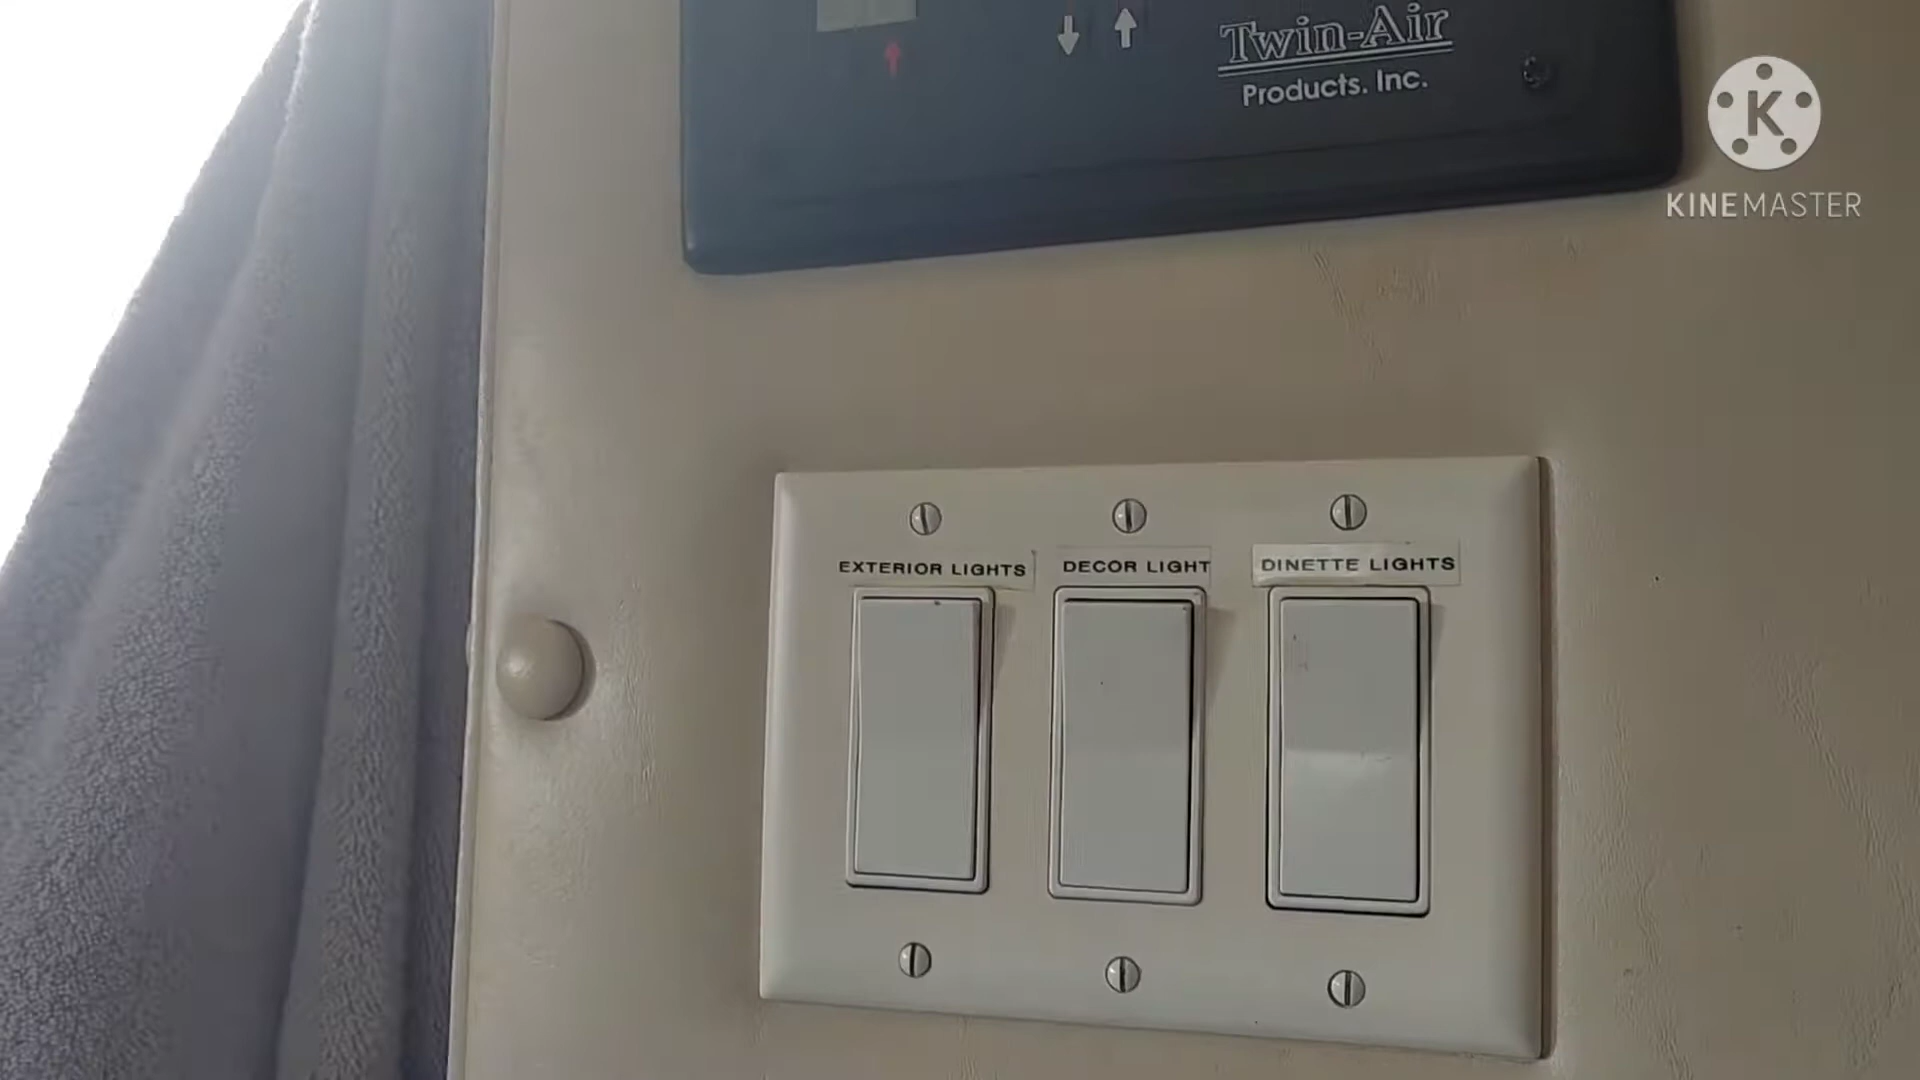 Twin-Air
Products. Inc.
K
KINEMASTER
EXTERIOR LIGHTS
DECOR LIGHT
DINETTE LIGHTS